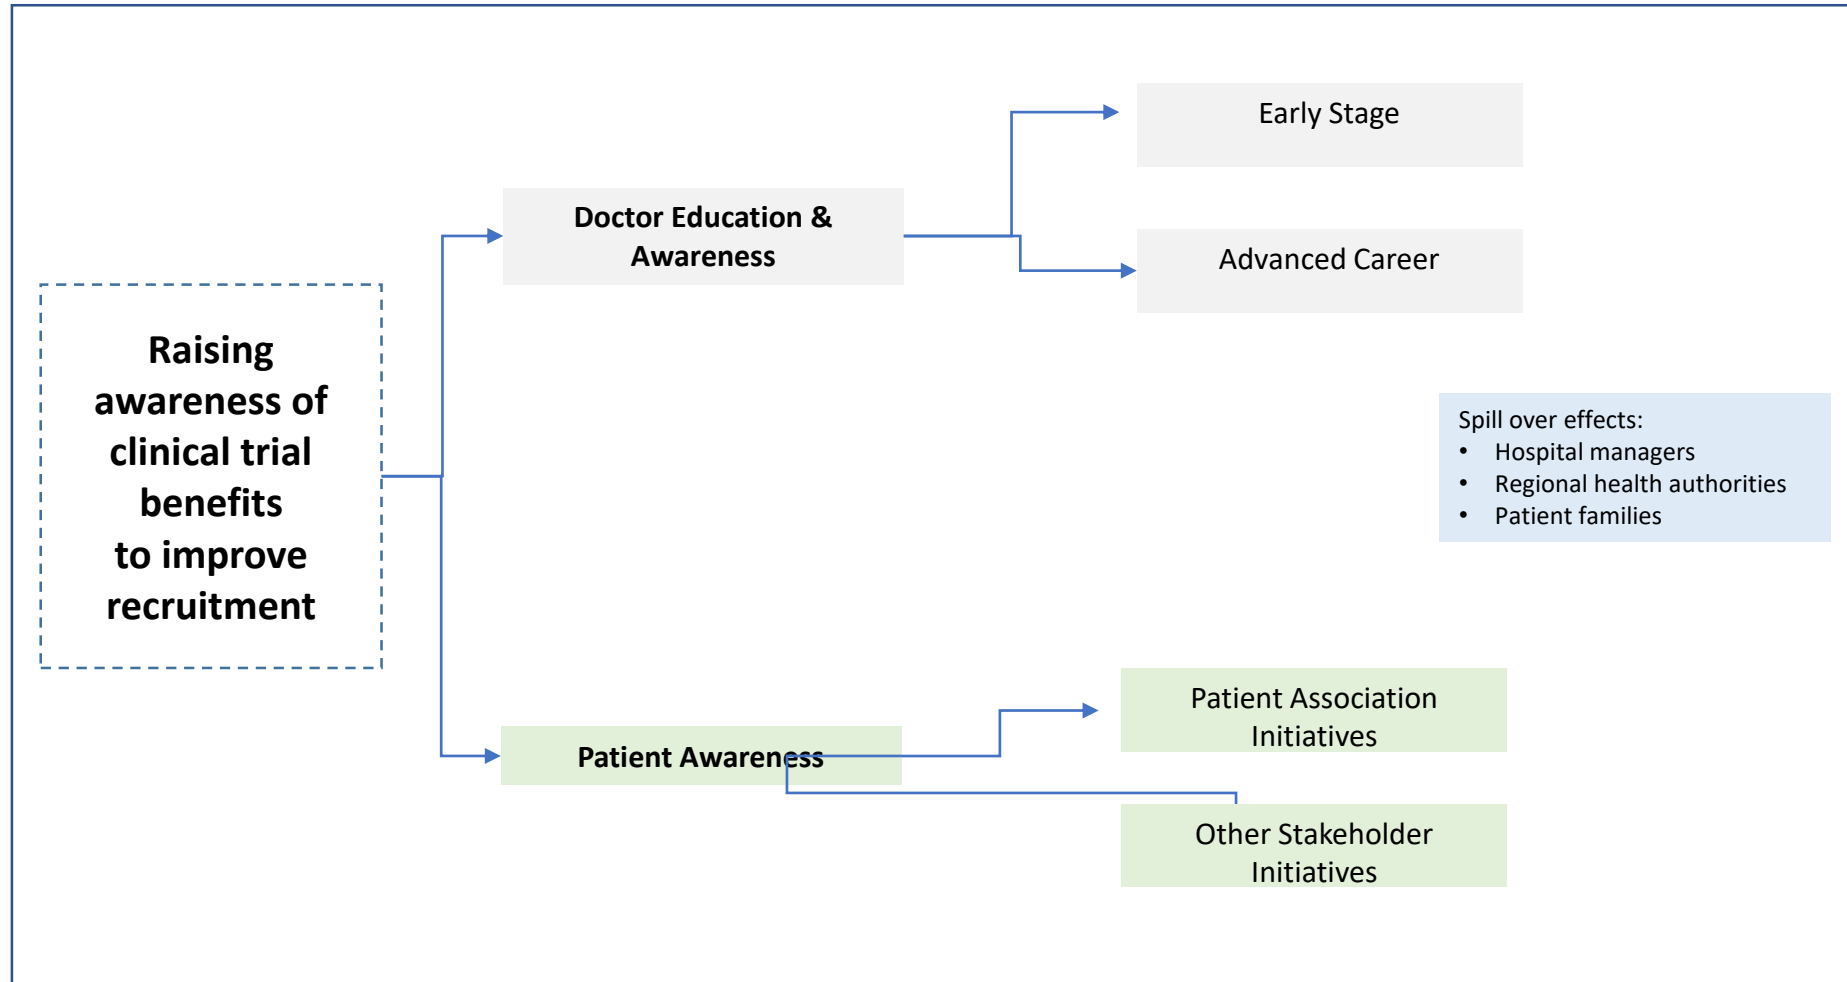 Raising
awareness of
clinical trial
benefits
to improve
recruitment
Doctor Education &
Awareness
Early Stage
Advanced Career
Spill over effects:
• Hospital managers
• Regional health authorities
• Patient families
Patient Awareness
Patient Association
Initiatives
Other Stakeholder
Initiatives